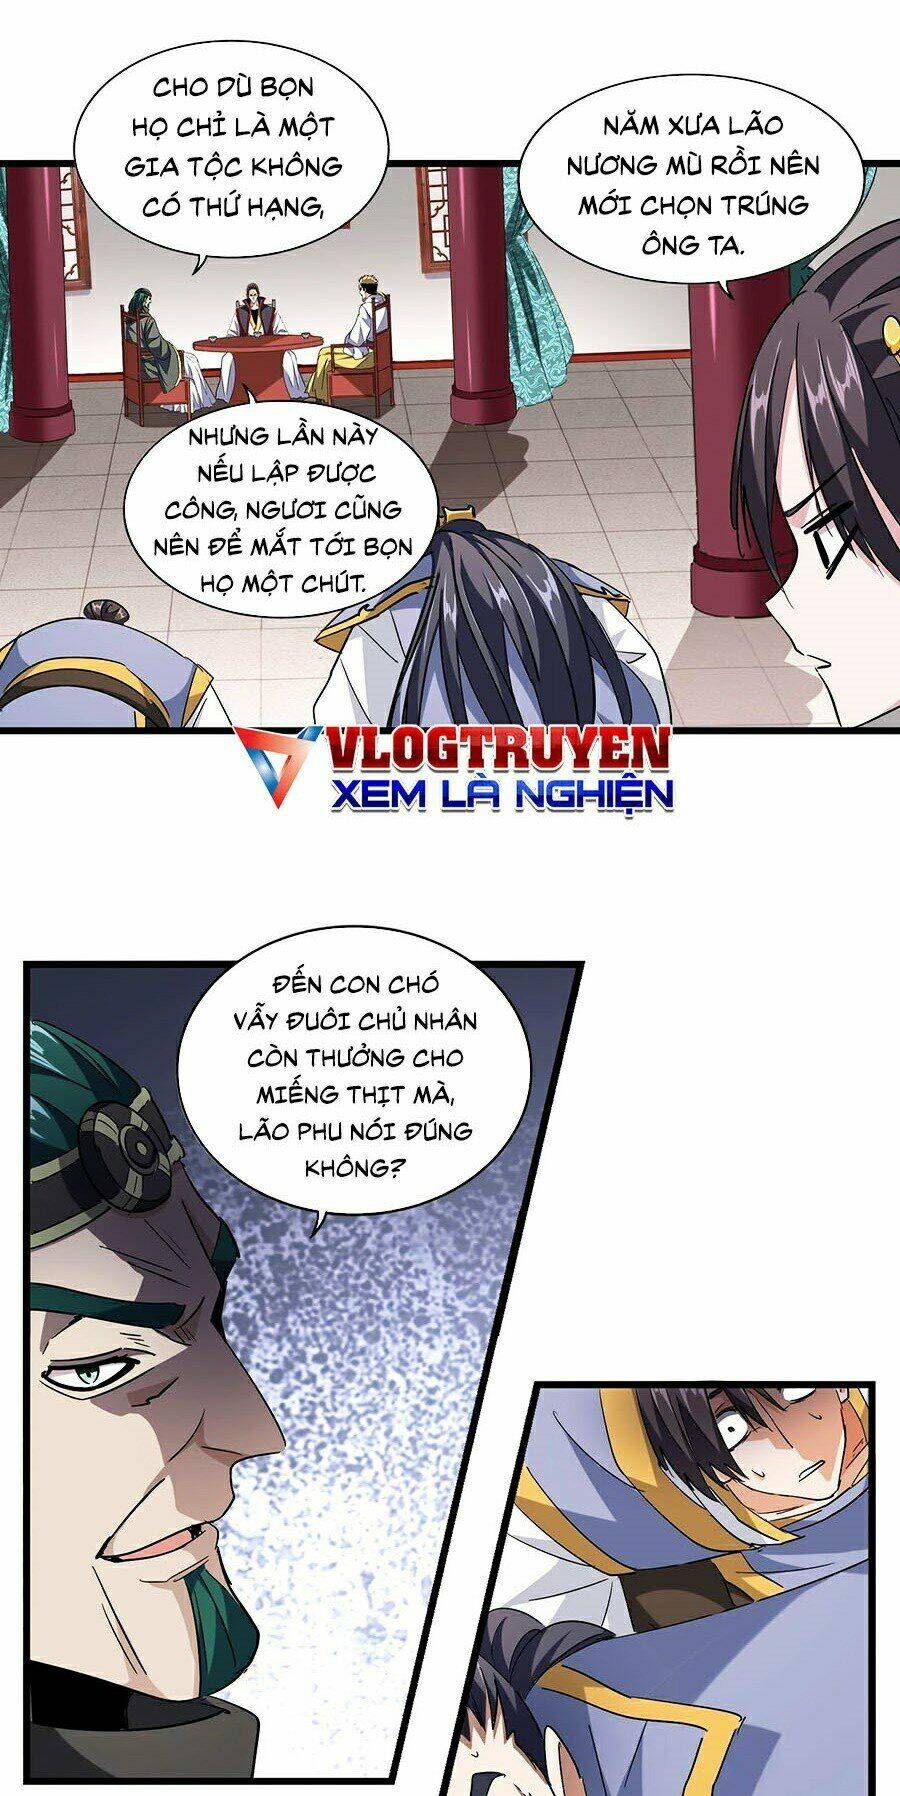 CHO DÙ BỌN
HỌ CHỈ LÀ MỘT
GIA TỘC KHÔNG
CÓ THỨ HẠNG,
NĂM XƯA LÃO
NƯƠNG MÙ RỒI NÊN
MỚI CHỌN TRÚNG
ÔNG TA.
NHƯNG LẦN NÀY
NẾU LẬP ĐƯỢC
CÔNG, NGƯƠI CŨNG
NÊN ĐỂ MẮT TỚI BỌN
HỌ MỘT CHÚT.
VLOGTRUYEN
XEM LÀ NGHIỆN
ĐẾN CON CHÓ
VẪY ĐUÔI CHỦ NHÂN
CÒN THƯỞNG CHO
MIẾNG THỊT MÀ,
LÃO PHU NÓI ĐÚNG
KHÔNG?